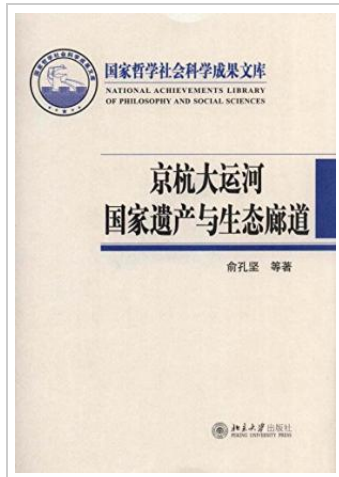 国家哲学社会科学成果文库
NATIONAL ACHIEVEMENTS LIBRARY
OF PHILOSOPHY AND SOCIAL SCIENCES
京杭大运河
国家遗产与生态廊道
俞孔坚 等著
北京大学出版社
PEKING UNIVERSITY PRESS